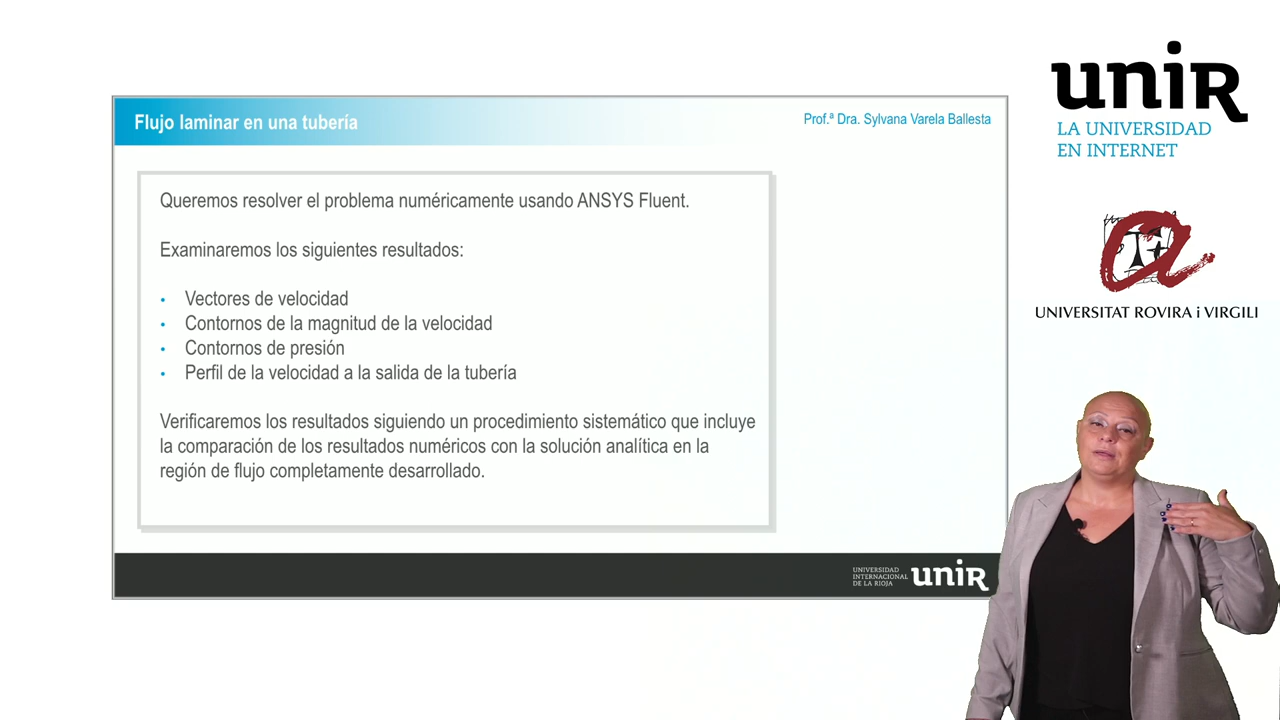 Flujo laminar en una tubería
Prof.ª Dra. Sylvana Varela Ballesta
Queremos resolver el problema numéricamente usando ANSYS Fluent.
Examinaremos los siguientes resultados:
• Vectores de velocidad
• Contornos de la magnitud de la velocidad
• Contornos de presión
• Perfil de la velocidad a la salida de la tubería
Verificaremos los resultados siguiendo un procedimiento sistemático que incluye
la comparación de los resultados numéricos con la solución analítica en la
región de flujo completamente desarrollado.
UNIVERSIDAD
INTERNACIONAL
DE LA RIOJA
unir
unir
LA UNIVERSIDAD
EN INTERNET
UNIVERSITAT ROVIRA i VIRGILI